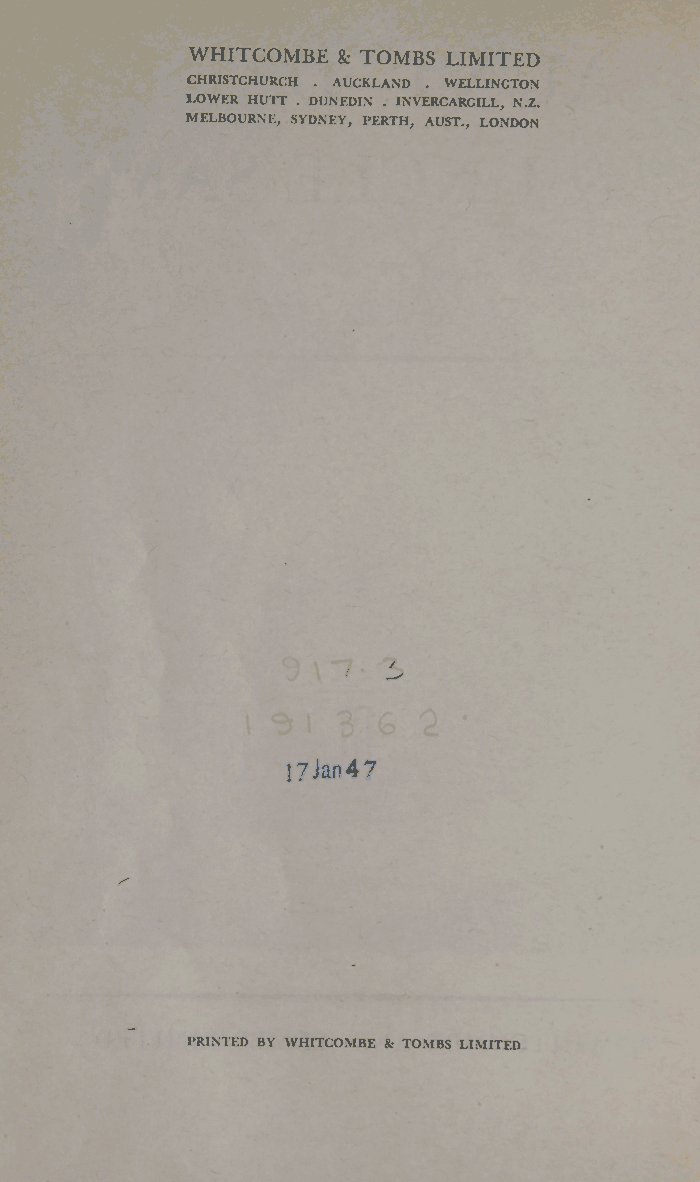 WHITCOMBE & TOMBS LIMITED
CHRISTCHURCH . AUCKLAND . WELLINGTON
LOWER HUTT . DUNEDIN . INVERCARGILL, N.Z.
MELBOURNE, SYDNEY, PERTH, AUST., LONDON
917.3
191362
17 Jan 47
PRINTED BY WHITCOMBE & TOMBS LIMITED